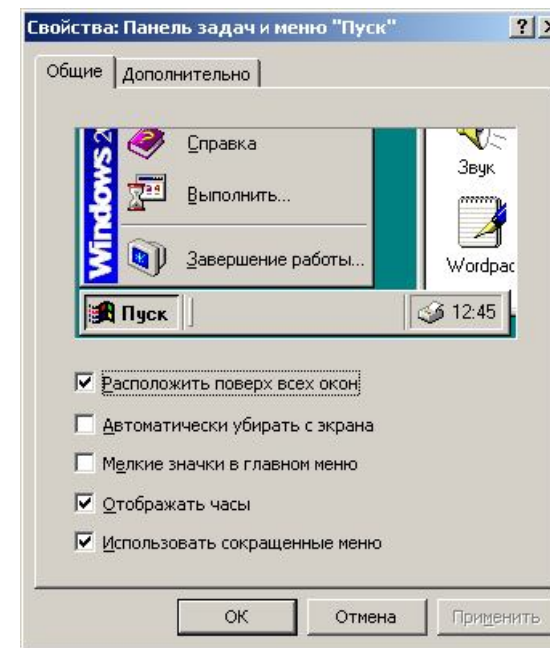 Свойства: Панель задач и меню "Пуск"
Общие Дополнительно
Windows 2
Справка
Звук
Выполнить...
Завершение работы...
Wordpad
Пуск 12:45
Расположить поверх всех окон
Автоматически убирать с экрана
Мелкие значки в главном меню
Отображать часы
Использовать сокращенные меню
ОК Отмена Применить